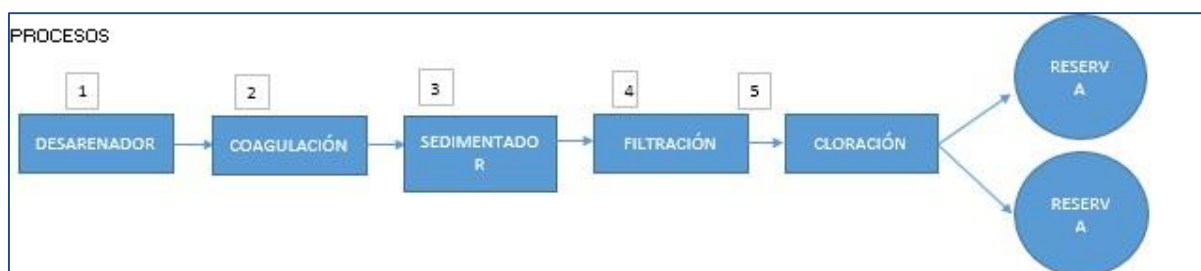 PROCESOS
1
2
3
4
5
DESARENADOR
COAGULACIÓN
SEDIMENTADO
R
FILTRACIÓN
CLORACIÓN
RESERV
A
RESERV
A